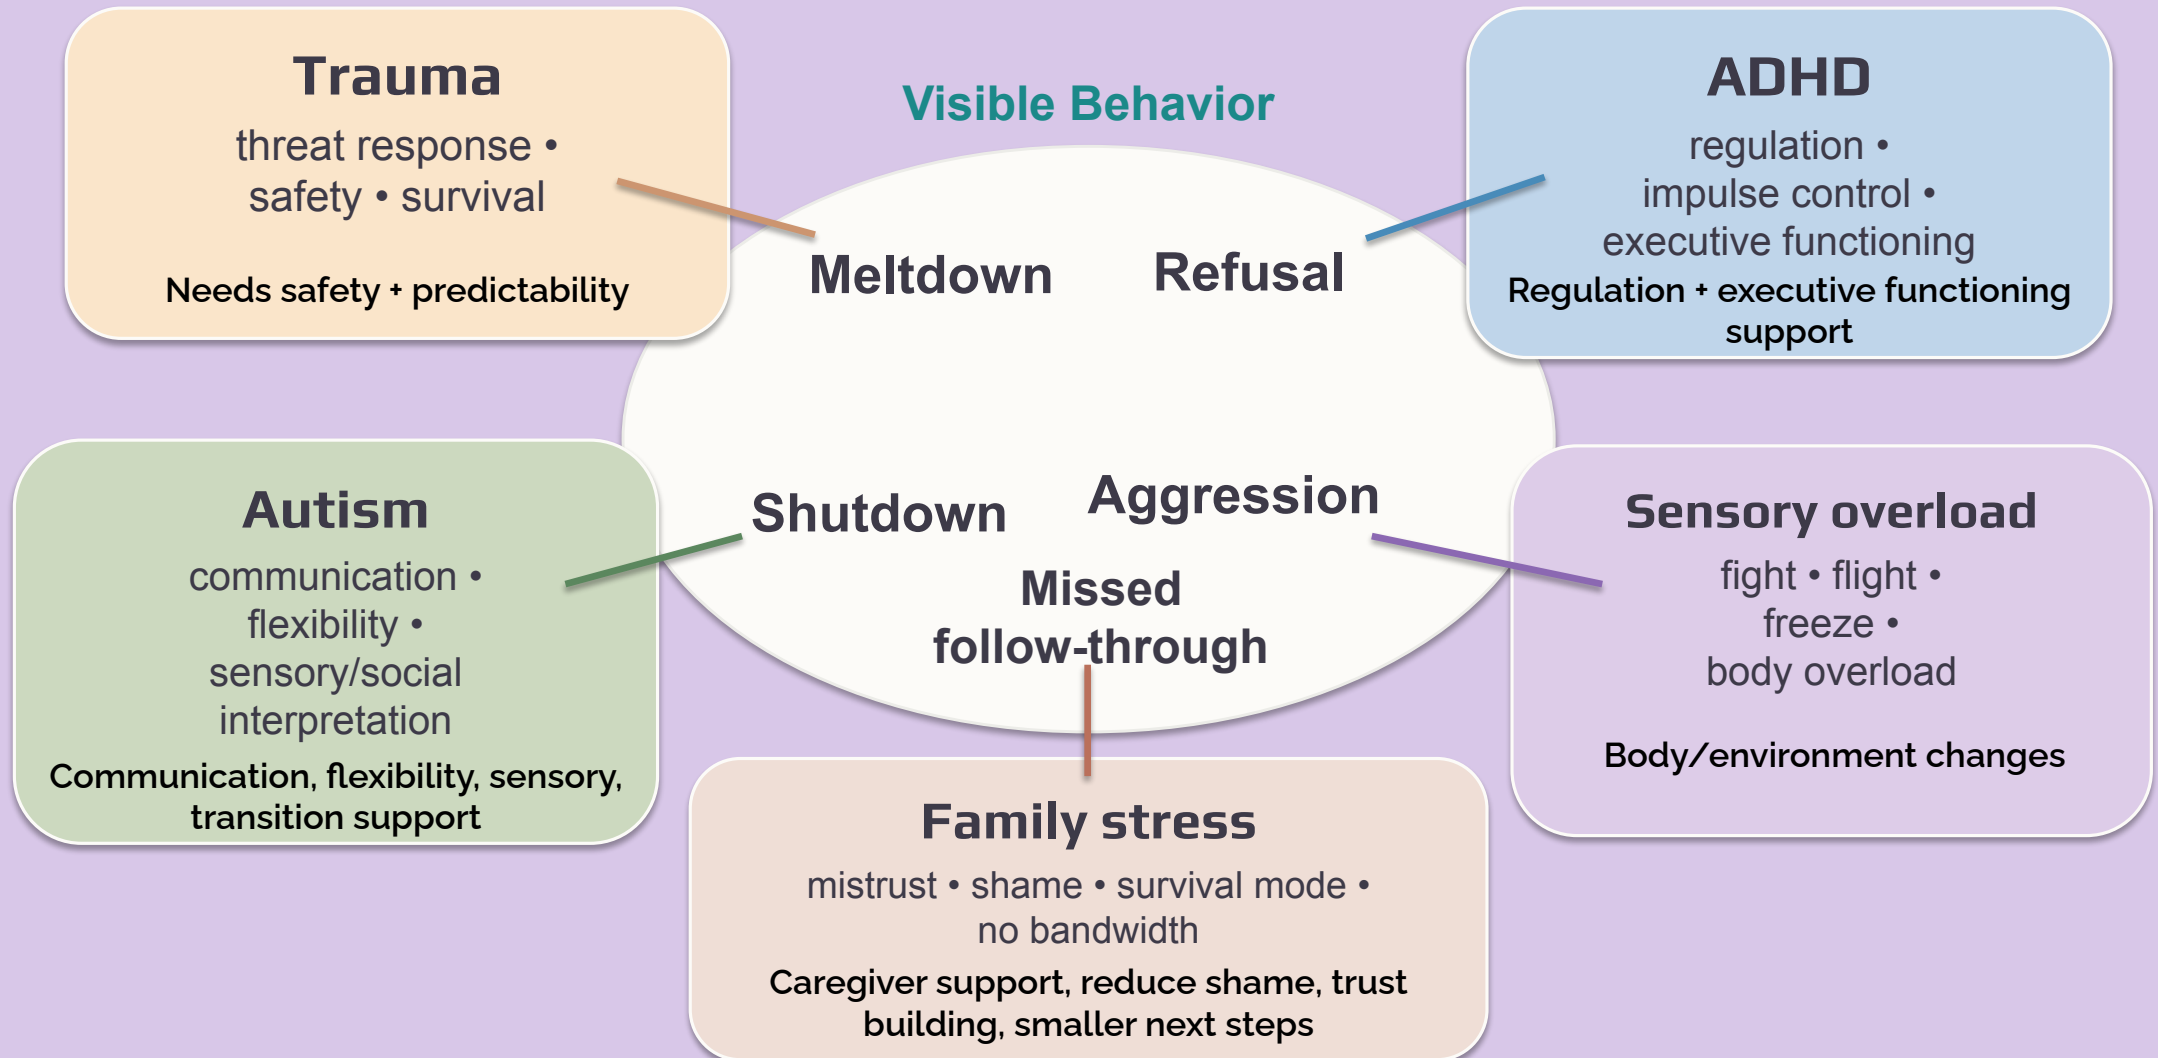 Trauma
threat response •
safety • survival
Needs safety + predictability
Visible Behavior
ADHD
regulation •
impulse control •
executive functioning
Regulation + executive functioning
support
Meltdown
Refusal
Shutdown
Aggression
Missed
follow-through
Autism
communication •
flexibility •
sensory/social
interpretation
Communication, flexibility, sensory,
transition support
Sensory overload
fight • flight •
freeze •
body overload
Body/environment changes
Family stress
mistrust • shame • survival mode •
no bandwidth
Caregiver support, reduce shame, trust
building, smaller next steps